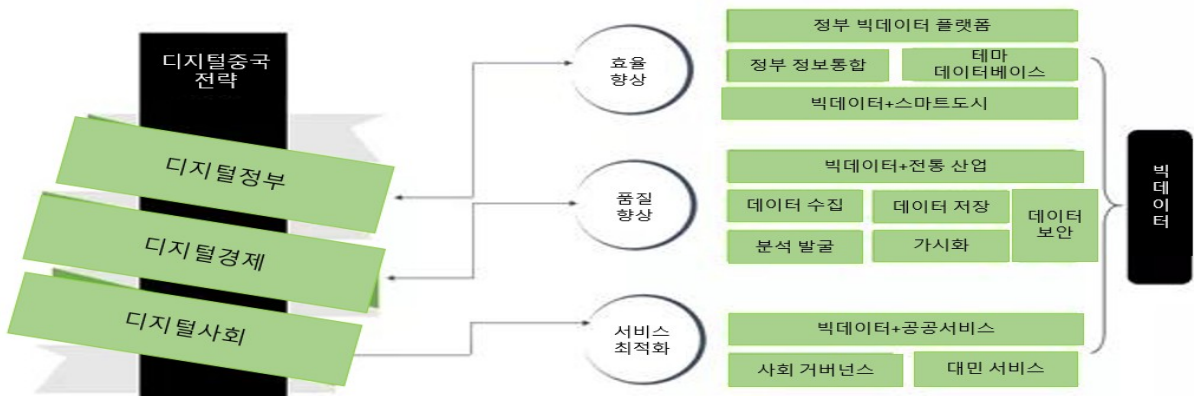 디지털중국
전략
디지털정부
디지털경제
디지털사회
효율
향상
품질
향상
서비스
최적화
정부 빅데이터 플랫폼
정부 정보통합
테마
데이터베이스
빅데이터+스마트도시
빅데이터+전통 산업
데이터 수집
데이터 저장
데이터
보안
분석 발굴
가시화
빅데이터+공공서비스
사회 거버넌스
대민 서비스
빅
데
이
터